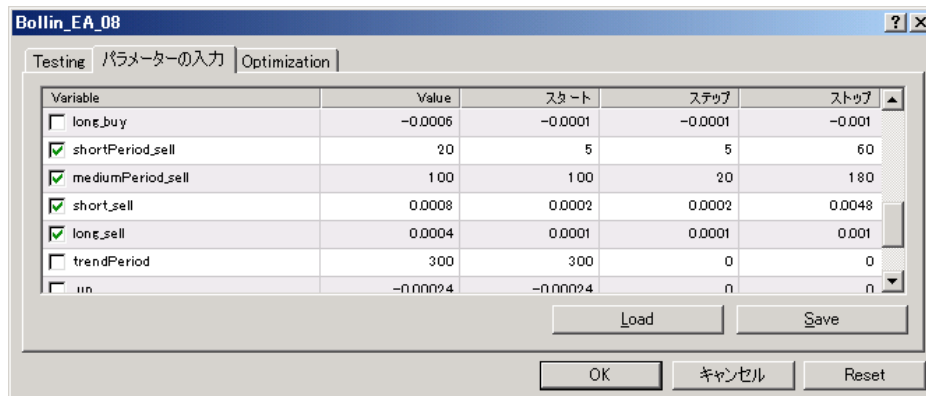 Bollin_EA_08
Testing パラメーターの入力 Optimization
Variable Value スタート ステップ ストップ
long_buy -0.0006 -0.0001 -0.0001 -0.001
shortPeriod_sell 20 5 5 60
mediumPeriod_sell 100 100 20 180
short_sell 0.0008 0.0002 0.0002 0.0048
long_sell 0.0004 0.0001 0.0001 0.001
trendPeriod 300 300 0 0
-0.00024 -0.00024 0 0
Load Save
OK キャンセル Reset